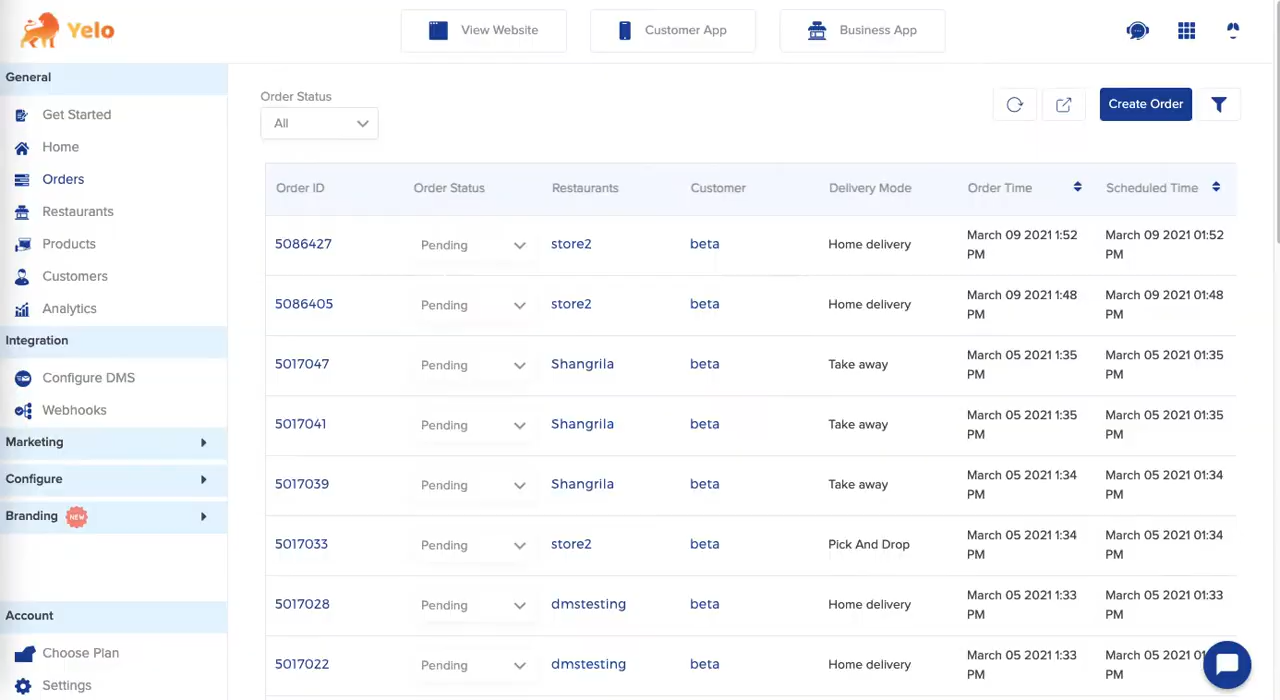 Yelo
View Website
Customer App
Business App
General
Get Started
Home
Orders
Restaurants
Products
Customers
Analytics
Integration
Configure DMS
Webhooks
Marketing
Configure
Branding NEW
Account
Choose Plan
Settings
Order Status
All
Create Order
Order ID Order Status Restaurants Customer Delivery Mode Order Time Scheduled Time
5086427 Pending store2 beta Home delivery March 09 2021 1:52 March 09 2021 01:52
PM PM
5086405 Pending store2 beta Home delivery March 09 2021 1:48 March 09 2021 01:48
PM PM
5017047 Pending Shangrila beta Take away March 05 2021 1:35 March 05 2021 01:35
PM PM
5017041 Pending Shangrila beta Take away March 05 2021 1:35 March 05 2021 01:35
PM PM
5017039 Pending Shangrila beta Take away March 05 2021 1:34 March 05 2021 01:34
PM PM
5017033 Pending store2 beta Pick And Drop March 05 2021 1:34 March 05 2021 01:34
PM PM
5017028 Pending dmstesting beta Home delivery March 05 2021 1:33 March 05 2021 01:33
PM PM
5017022 Pending dmstesting beta Home delivery March 05 2021 1:33 March 05 2021
PM PM